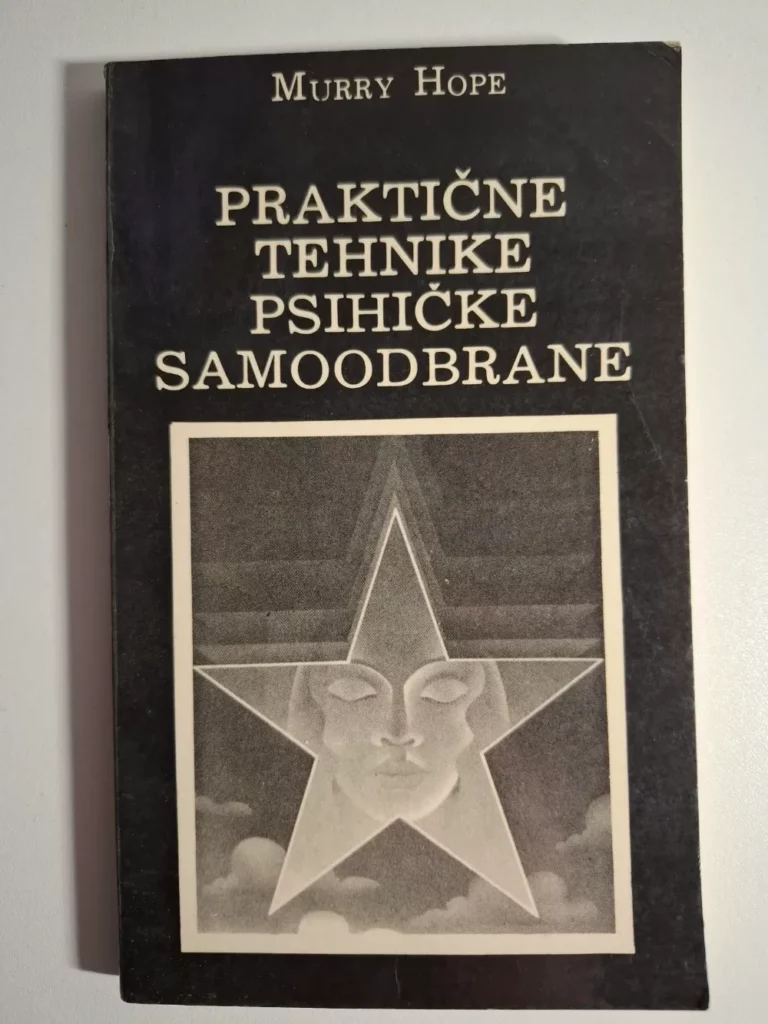 MURRY HOPE
PRAKTIČNE
TEHNIKE
PSIHIČKE
SAMOODBRANE